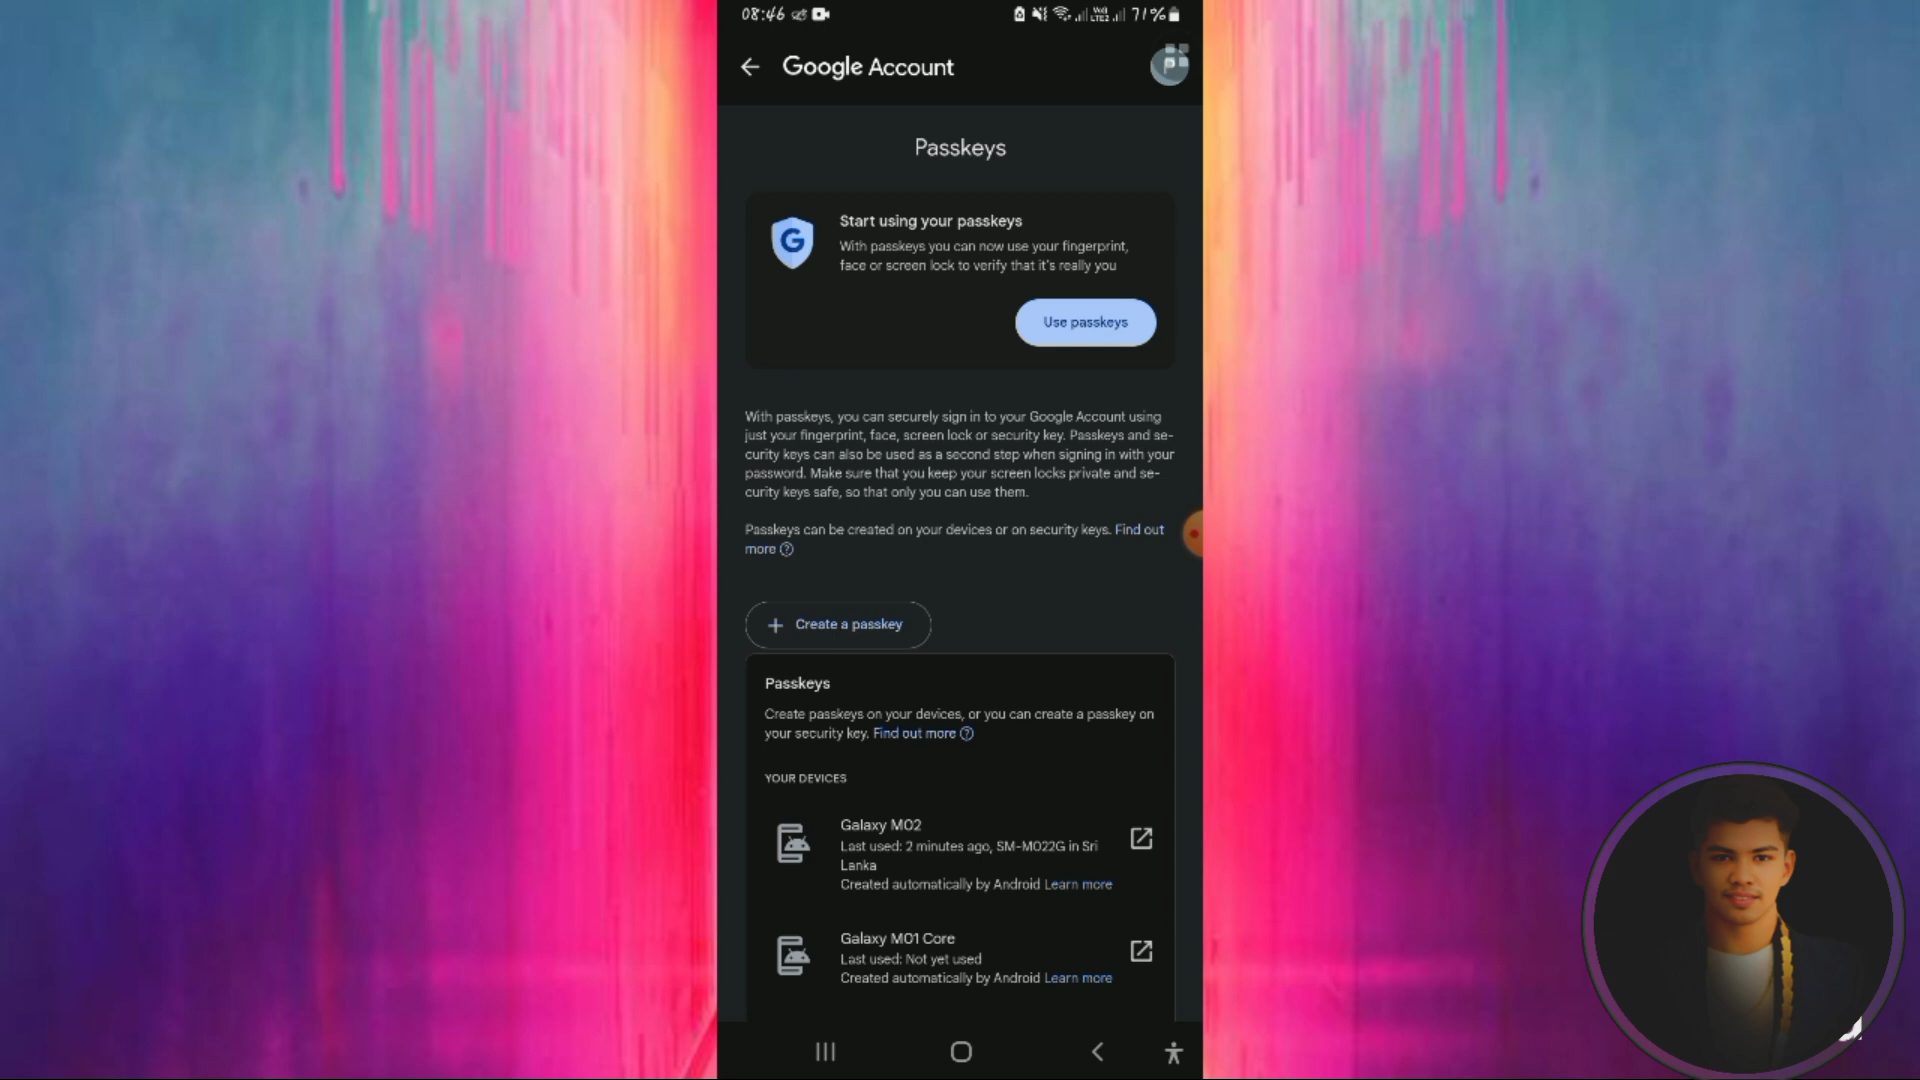 08:46 71%
Google Account
P
Passkeys
Start using your passkeys
With passkeys you can now use your fingerprint,
face or screen lock to verify that it's really you
Use passkeys
With passkeys, you can securely sign in to your Google Account using
just your fingerprint, face, screen lock or security key. Passkeys and se-
curity keys can also be used as a second step when signing in with your
password. Make sure that you keep your screen locks private and se-
curity keys safe, so that only you can use them.
Passkeys can be created on your devices or on security keys. Find out
more
Create a passkey
Passkeys
Create passkeys on your devices, or you can create a passkey on
your security key. Find out more
YOUR DEVICES
Galaxy M02
Last used: 2 minutes ago, SM-M022G in Sri
Lanka
Created automatically by Android Learn more
Galaxy M01 Core
Last used: Not yet used
Created automatically by Android Learn more